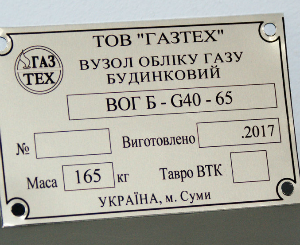 ТОВ "ГАЗТЕХ"
ГАЗ
ТЕХ
ВУЗОЛ ОБЛІКУ ГАЗУ
БУДИНКОВИЙ
ВОГ Б - G40 - 65
№ Виготовлено .2017
Маса 165 кг Тавро ВТК
УКРАЇНА, м. Суми